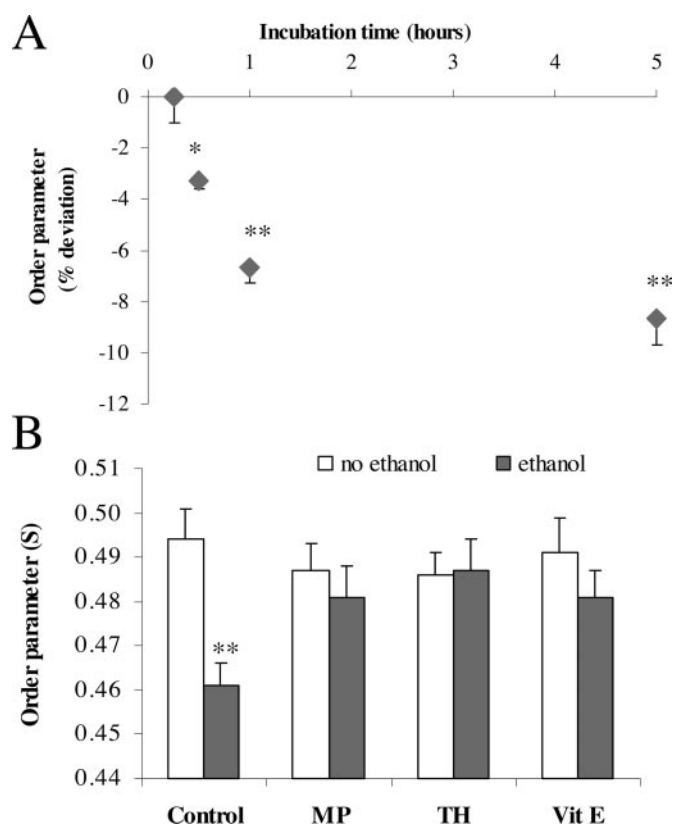 A
Incubation time (hours)
0 1 2 3 4 5
0
-2
-4
-6
-8
-10
-12
Order parameter
(% deviation)
*
**
**
B
no ethanol ethanol
0.51
0.50
0.49
0.48
0.47
0.46
0.45
0.44
Order parameter (S)
**
Control MP TH Vit E